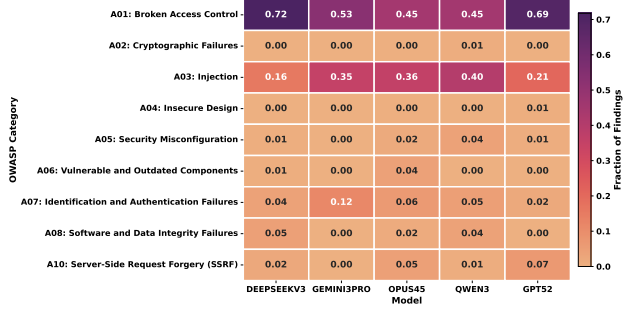 OWASP Category
A01: Broken Access Control 0.72 0.53 0.45 0.45 0.69
A02: Cryptographic Failures 0.00 0.00 0.00 0.01 0.00
A03: Injection 0.16 0.35 0.36 0.40 0.21
A04: Insecure Design 0.00 0.00 0.00 0.00 0.01
A05: Security Misconfiguration 0.01 0.00 0.02 0.04 0.01
A06: Vulnerable and Outdated Components 0.01 0.00 0.04 0.00 0.00
A07: Identification and Authentication Failures 0.04 0.12 0.06 0.05 0.02
A08: Software and Data Integrity Failures 0.05 0.00 0.02 0.04 0.00
A10: Server-Side Request Forgery (SSRF) 0.02 0.00 0.05 0.01 0.07
DEEPSEEKV3 GEMINI3PRO OPUS45 QWEN3 GPT52
Model
0.7
0.6
0.5
0.4
0.3
0.2
0.1
0.0
Fraction of Findings